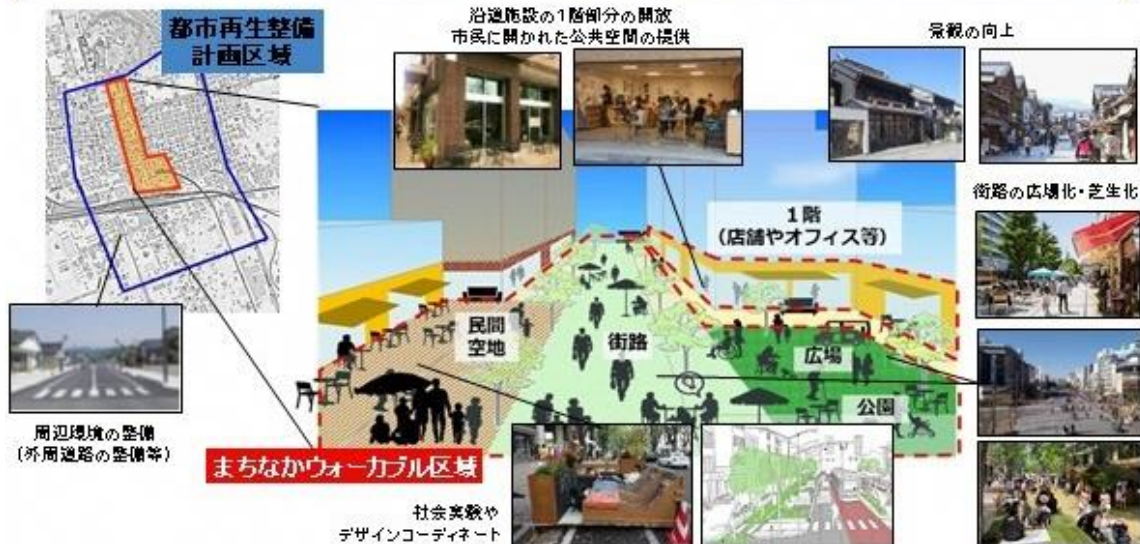 都市再生整備
計画区域
沿道施設の1階部分の開放
市民に開かれた公共空間の提供
景観の向上
街路の広場化・芝生化
1階
(店舗やオフィス等)
民間
空地
街路
広場
公園
周辺環境の整備
(外周道路の整備等)
まちなかウォーカブル区域
社会実験や
デザインコーディネート